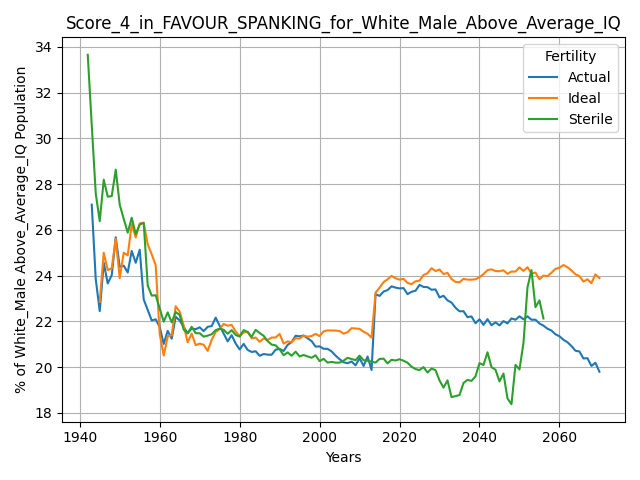 Score_4_in_FAVOUR_SPANKING_for_White_Male_Above_Average_IQ
% of White_Male Above_Average_IQ Population
34
32
30
28
26
24
22
20
18
Fertility
Actual
Ideal
Sterile
1940 1960 1980 2000 2020 2040 2060
Years